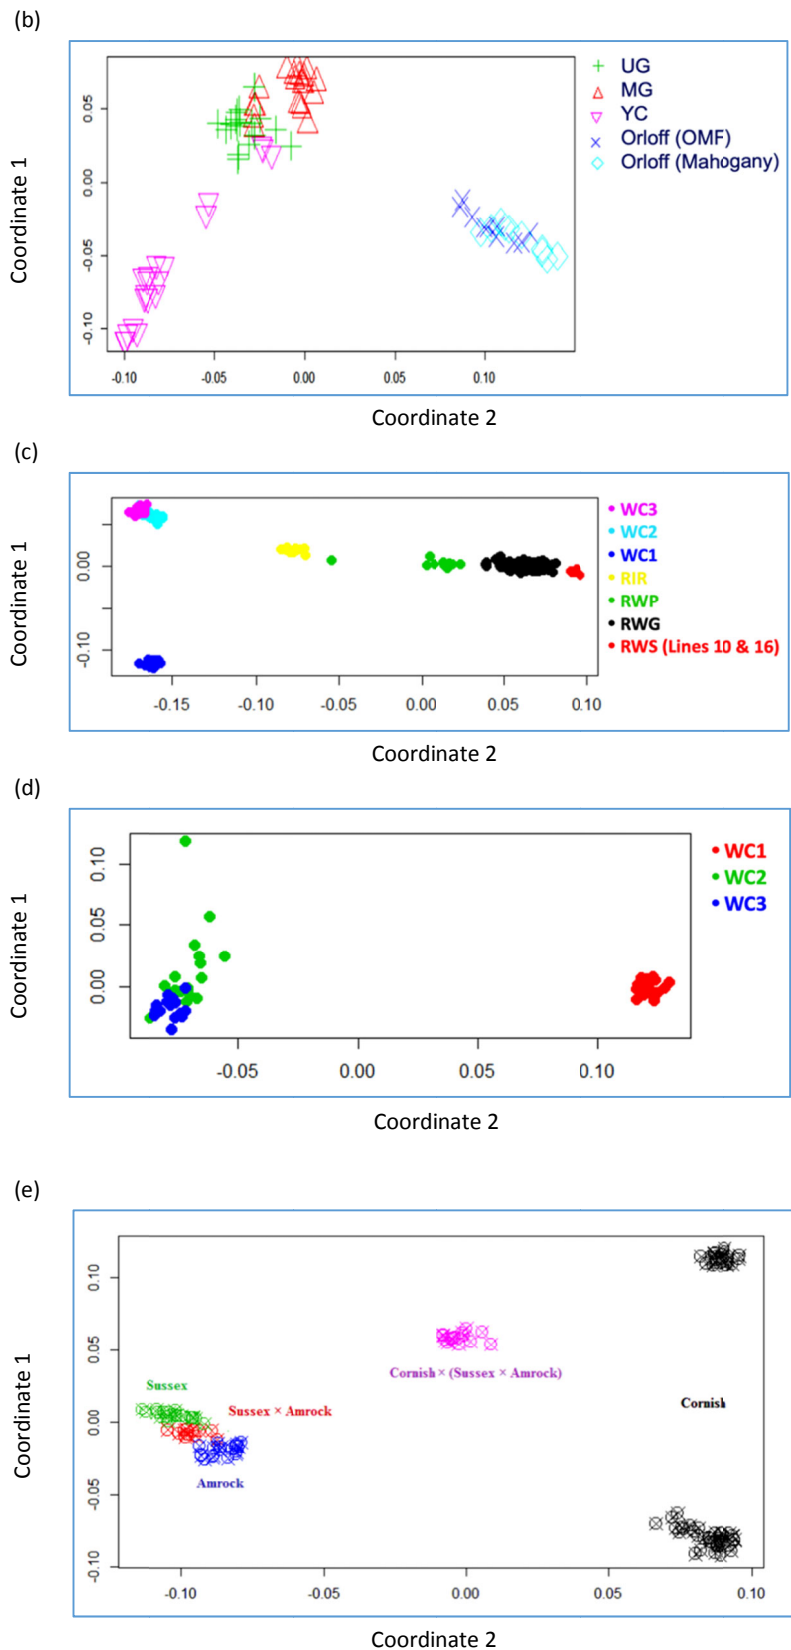 (b)
Coordinate 1
0.05
0.00
-0.05
-0.10
-0.10 -0.05 0.00 0.05 0.10
Coordinate 2
UG
MG
YC
Orloff (OMF)
Orloff (Mahogany)
(c)
Coordinate 1
0.00
-0.10
-0.15 -0.10 -0.05 0.00 0.05 0.10
Coordinate 2
WC3
WC2
WC1
RIR
RWP
RWG
RWS (Lines 10 & 16)
(d)
Coordinate 1
0.10
0.05
0.00
-0.05 0.00 0.05 0.10
Coordinate 2
WC1
WC2
WC3
(e)
Coordinate 1
0.10
0.05
0.00
-0.05
-0.10
Sussex
Sussex × Amrock
Amrock
Cornish × (Sussex × Amrock)
Cornish
-0.10 -0.05 0.00 0.05 0.10
Coordinate 2